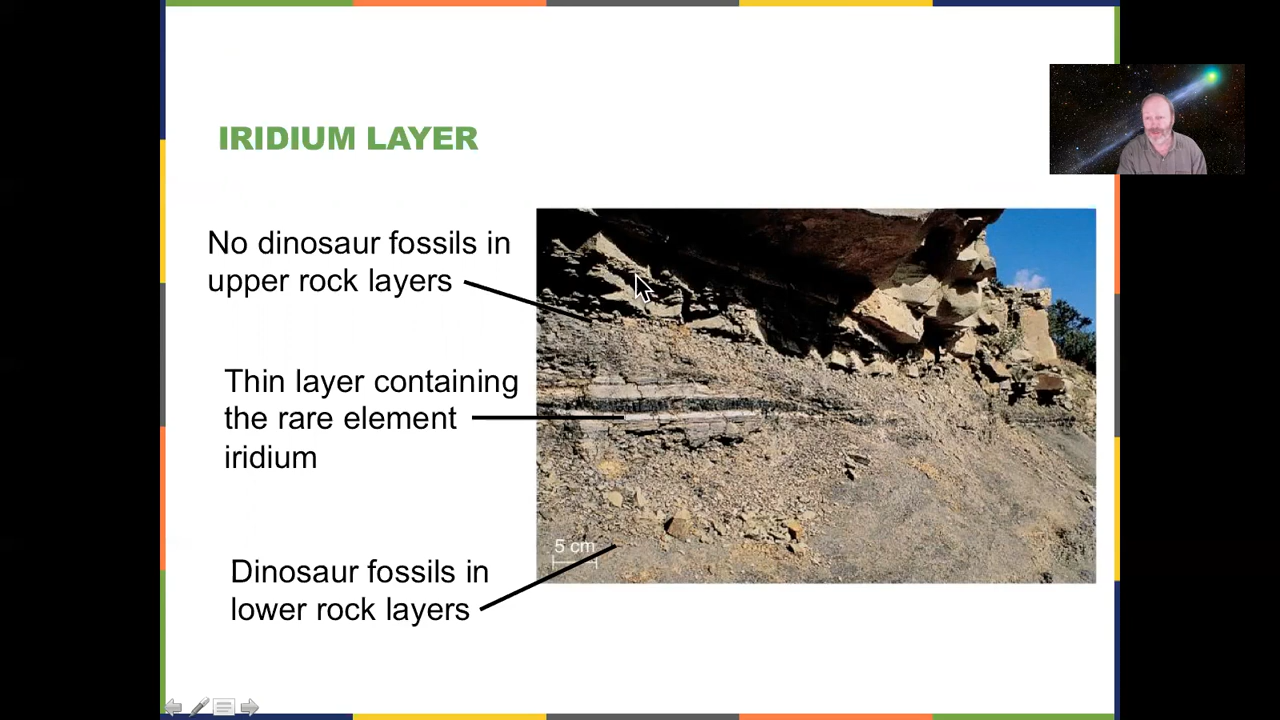 IRIDIUM LAYER
No dinosaur fossils in
upper rock layers
Thin layer containing
the rare element
iridium
5 cm
Dinosaur fossils in
lower rock layers